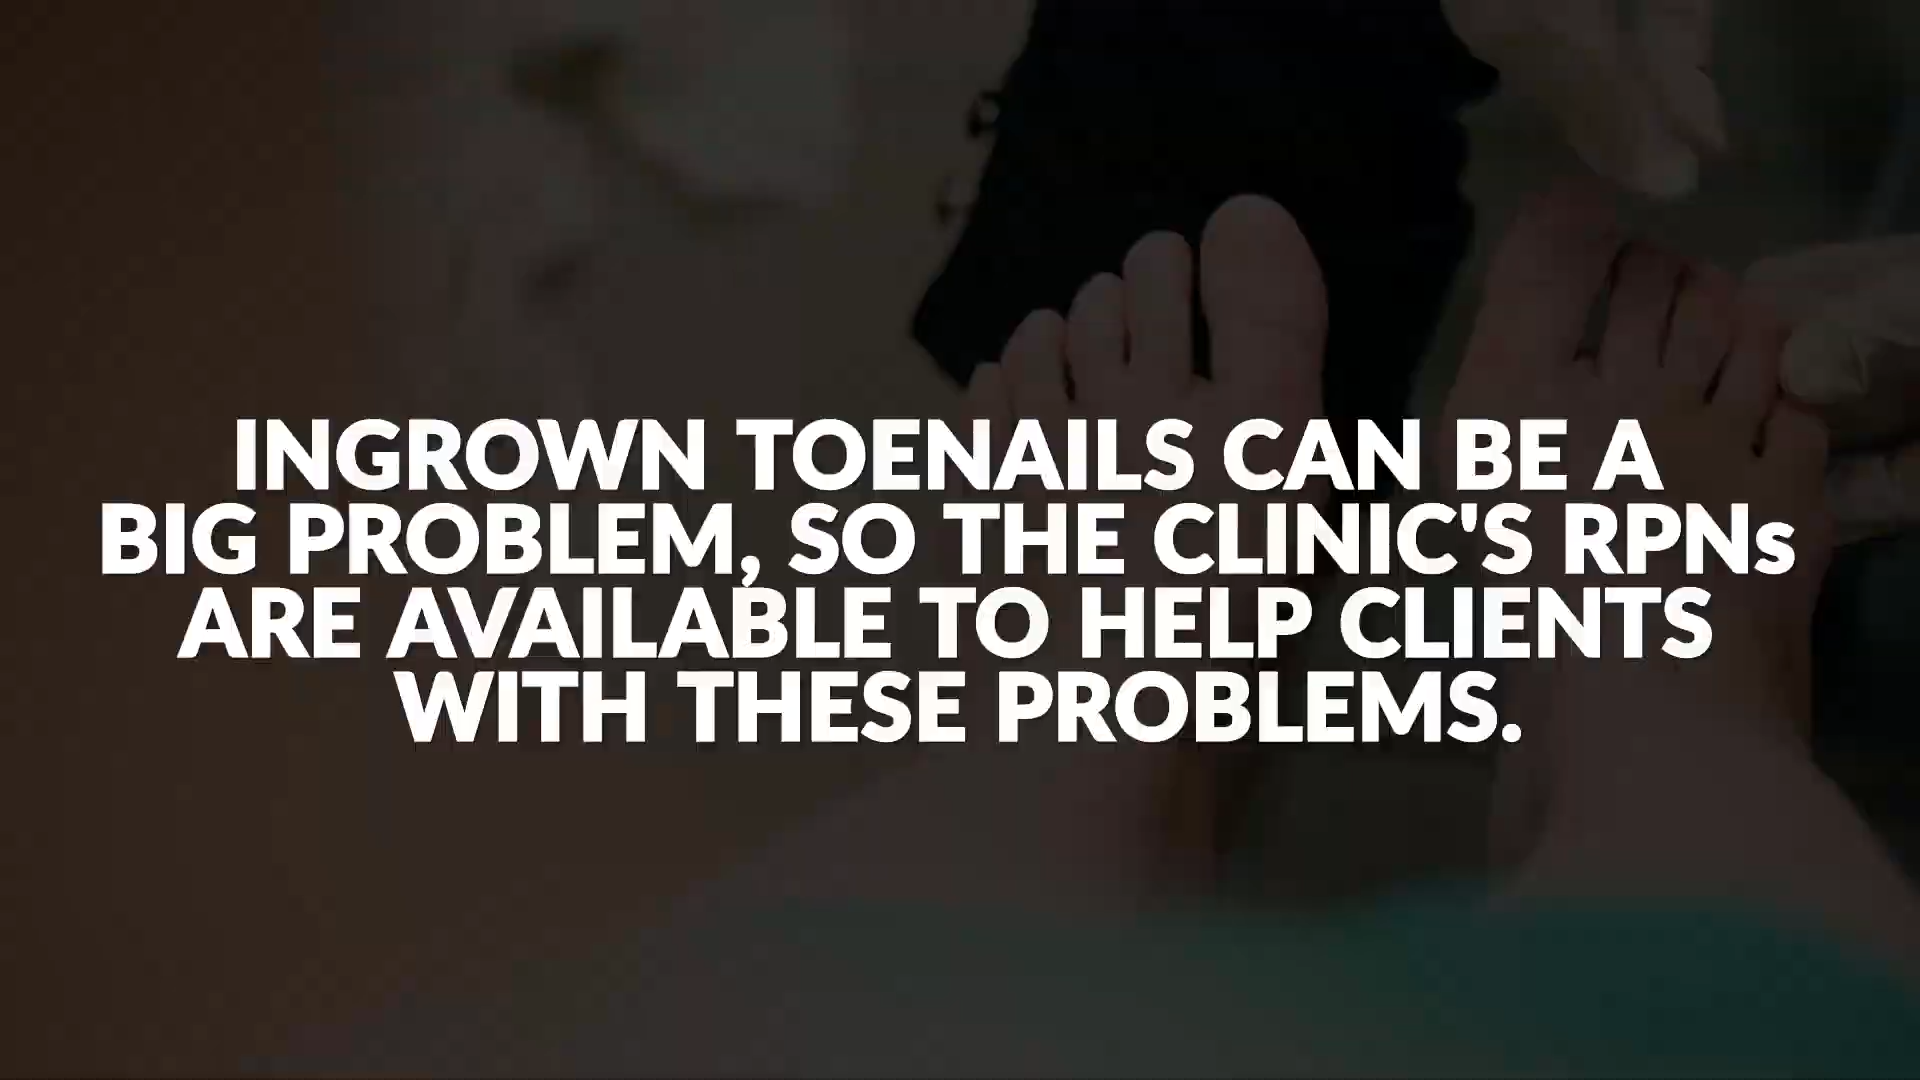 INGROWN TOENAILS CAN BE A
BIG PROBLEM, SO THE CLINIC'S RPNs
ARE AVAILABLE TO HELP CLIENTS
WITH THESE PROBLEMS.